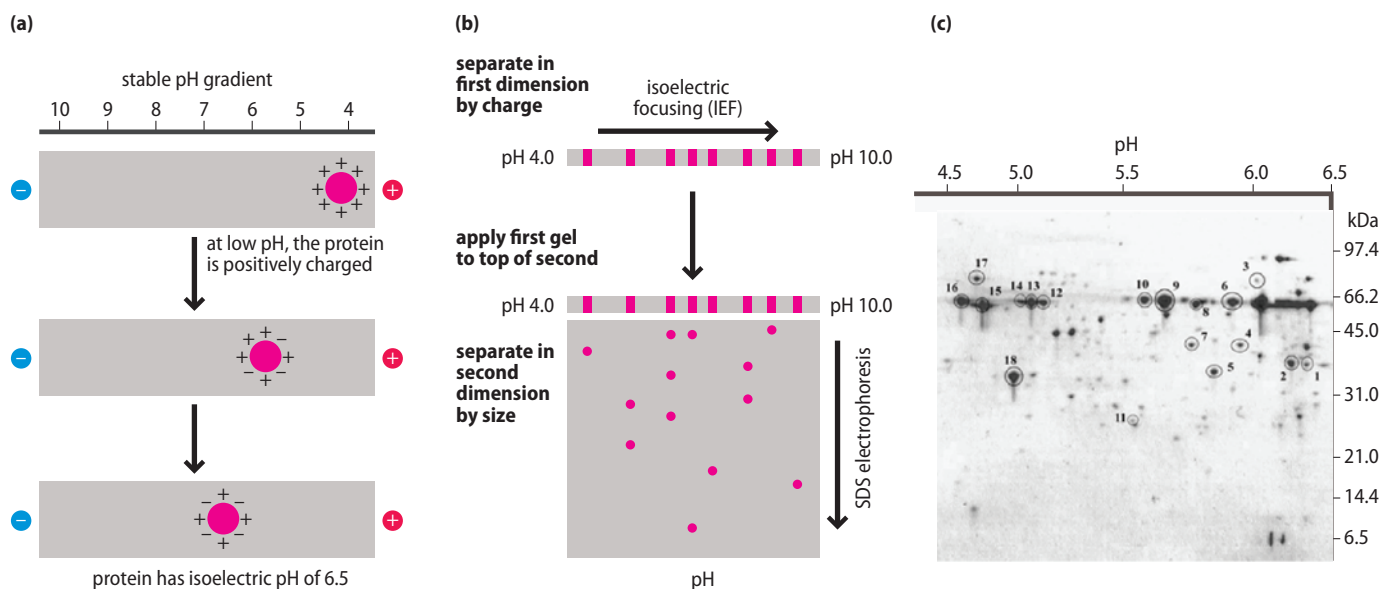 (a)
stable pH gradient
10 9 8 7 6 5 4
+ + + + + + + +
− +
at low pH, the protein
is positively charged
+ + − + − + − +
− +
+ − + − + − + −
− +
protein has isoelectric pH of 6.5
(b)
separate in
first dimension
by charge
isoelectric
focusing (IEF)
pH 4.0 pH 10.0
apply first gel
to top of second
pH 4.0 pH 10.0
separate in
second
dimension
by size
SDS electrophoresis
pH
(c)
pH
4.5 5.0 5.5 6.0 6.5
kDa
97.4
66.2
45.0
31.0
21.0
14.4
6.5
17 3
16 15 14 13 12 10 9 6
8
7 4
18 5 2 1
11